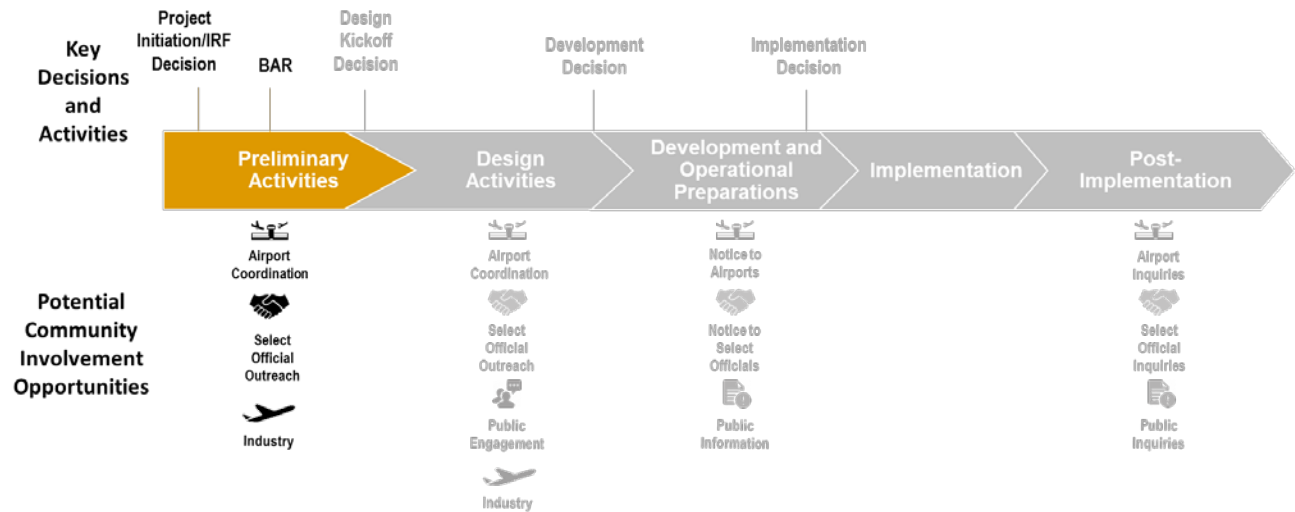 Key
Decisions
and
Activities
Project
Initiation/IRF
Decision
BAR
Design
Kickoff
Decision
Development
Decision
Implementation
Decision
Preliminary
Activities
Design
Activities
Development and
Operational
Preparations
Implementation
Post-
Implementation
Potential
Community
Involvement
Opportunities
Airport
Coordination
Select
Official
Outreach
Industry
Airport
Coordination
Select
Official
Outreach
Public
Engagement
Industry
Notice to
Airports
Notice to
Select
Officials
Public
Information
Airport
Inquiries
Select
Official
Inquiries
Public
Inquiries